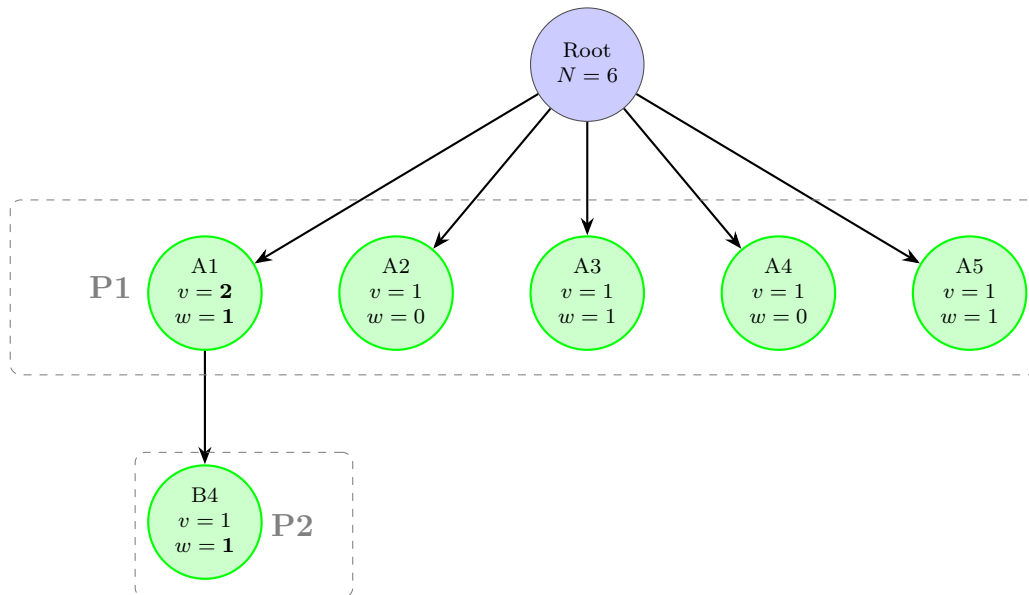 Root
N = 6
P1
A1
v = 2
w = 1
A2
v = 1
w = 0
A3
v = 1
w = 1
A4
v = 1
w = 0
A5
v = 1
w = 1
B4
v = 1
w = 1
P2